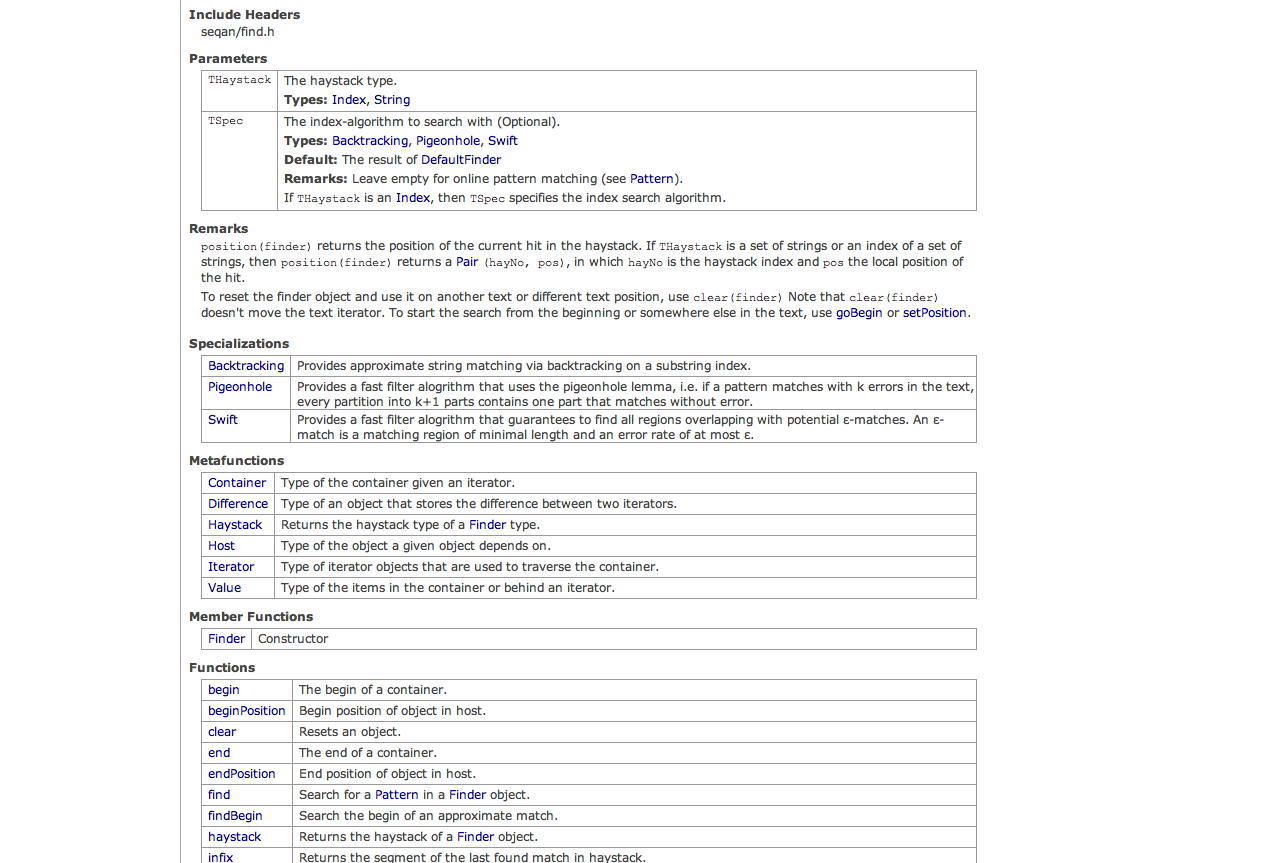 Include Headers
seqan/find.h
Parameters
THaystack The haystack type.
Types: Index, String
TSpec The index-algorithm to search with (Optional).
Types: Backtracking, Pigeonhole, Swift
Default: The result of DefaultFinder
Remarks: Leave empty for online pattern matching (see Pattern).
If THaystack is an Index, then TSpec specifies the index search algorithm.
Remarks
position(finder) returns the position of the current hit in the haystack. If THaystack is a set of strings or an index of a set of
strings, then position(finder) returns a Pair (hayNo, pos), in which hayNo is the haystack index and pos the local position of
the hit.
To reset the finder object and use it on another text or different text position, use clear(finder) Note that clear(finder)
doesn't move the text iterator. To start the search from the beginning or somewhere else in the text, use goBegin or setPosition.
Specializations
Backtracking Provides approximate string matching via backtracking on a substring index.
Pigeonhole Provides a fast filter alogrithm that uses the pigeonhole lemma, i.e. if a pattern matches with k errors in the text,
every partition into k+1 parts contains one part that matches without error.
Swift Provides a fast filter alogrithm that guarantees to find all regions overlapping with potential ε-matches. An ε-
match is a matching region of minimal length and an error rate of at most ε.
Metafunctions
Container Type of the container given an iterator.
Difference Type of an object that stores the difference between two iterators.
Haystack Returns the haystack type of a Finder type.
Host Type of the object a given object depends on.
Iterator Type of iterator objects that are used to traverse the container.
Value Type of the items in the container or behind an iterator.
Member Functions
Finder Constructor
Functions
begin The begin of a container.
beginPosition Begin position of object in host.
clear Resets an object.
end The end of a container.
endPosition End position of object in host.
find Search for a Pattern in a Finder object.
findBegin Search the begin of an approximate match.
haystack Returns the haystack of a Finder object.
infix Returns the segment of the last found match in haystack.